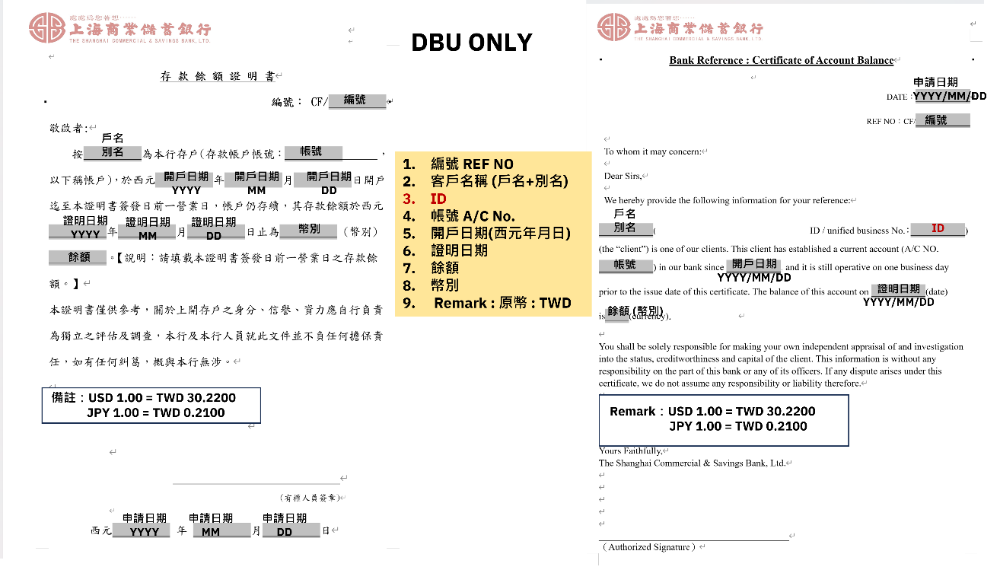 處處為您著想‥‥‥
上海商業儲蓄銀行
THE SHANGHAI COMMERCIAL & SAVINGS BANK,LTD.
存款餘額證明書
編號： CF/ 編號
敬啟者:
戶名
按 別名 為本行存戶(存款帳戶帳號： 帳號 ，
以下稱帳戶)，於西元 開戶日期 年 開戶日期 月 開戶日期 日開戶
YYYY MM DD
迄至本證明書簽發日前一營業日，帳戶仍存續，其存款餘額於西元
證明日期 證明日期 證明日期
YYYY 年 MM 月 DD 日止為 幣別 （幣別）
餘額 。【說明：請填載本證明書簽發日前一營業日之存款餘
額。】
本證明書僅供參考，關於上開存戶之身分、信譽、資力應自行負責
為獨立之評估及調查，本行及本行人員就此文件並不負任何擔保責
任，如有任何糾葛，概與本行無涉。
備註：USD 1.00 = TWD 30.2200
JPY 1.00 = TWD 0.2100
(有權人員簽章)
申請日期 申請日期 申請日期
西元 YYYY 年 MM 月 DD 日
DBU ONLY
1. 編號 REF NO
2. 客戶名稱 (戶名+別名)
3. ID
4. 帳號 A/C No.
5. 開戶日期(西元年月日)
6. 證明日期
7. 餘額
8. 幣別
9. Remark : 原幣 : TWD
處處為您著想‥‥‥
上海商業儲蓄銀行
THE SHANGHAI COMMERCIAL & SAVINGS BANK,LTD.
Bank Reference : Certificate of Account Balance
申請日期
DATE : YYYY/MM/DD
REF NO : CF/ 編號
To whom it may concern:
Dear Sirs,
We hereby provide the following information for your reference:
戶名
別名 ( ID / unified business No. : ID )
(the “client”) is one of our clients. This client has established a current account (A/C NO.
帳號 ) in our bank since 開戶日期 and it is still operative on one business day
YYYY/MM/DD
prior to the issue date of this certificate. The balance of this account on 證明日期 (date)
YYYY/MM/DD
is 餘額 (幣別) (currency).
You shall be solely responsible for making your own independent appraisal of and investigation
into the status, creditworthiness and capital of the client. This information is without any
responsibility on the part of this bank or any of its officers. If any dispute arises under this
certificate, we do not assume any responsibility or liability therefore.
Remark：USD 1.00 = TWD 30.2200
JPY 1.00 = TWD 0.2100
Yours Faithfully,
The Shanghai Commercial & Savings Bank, Ltd.
（Authorized Signature）